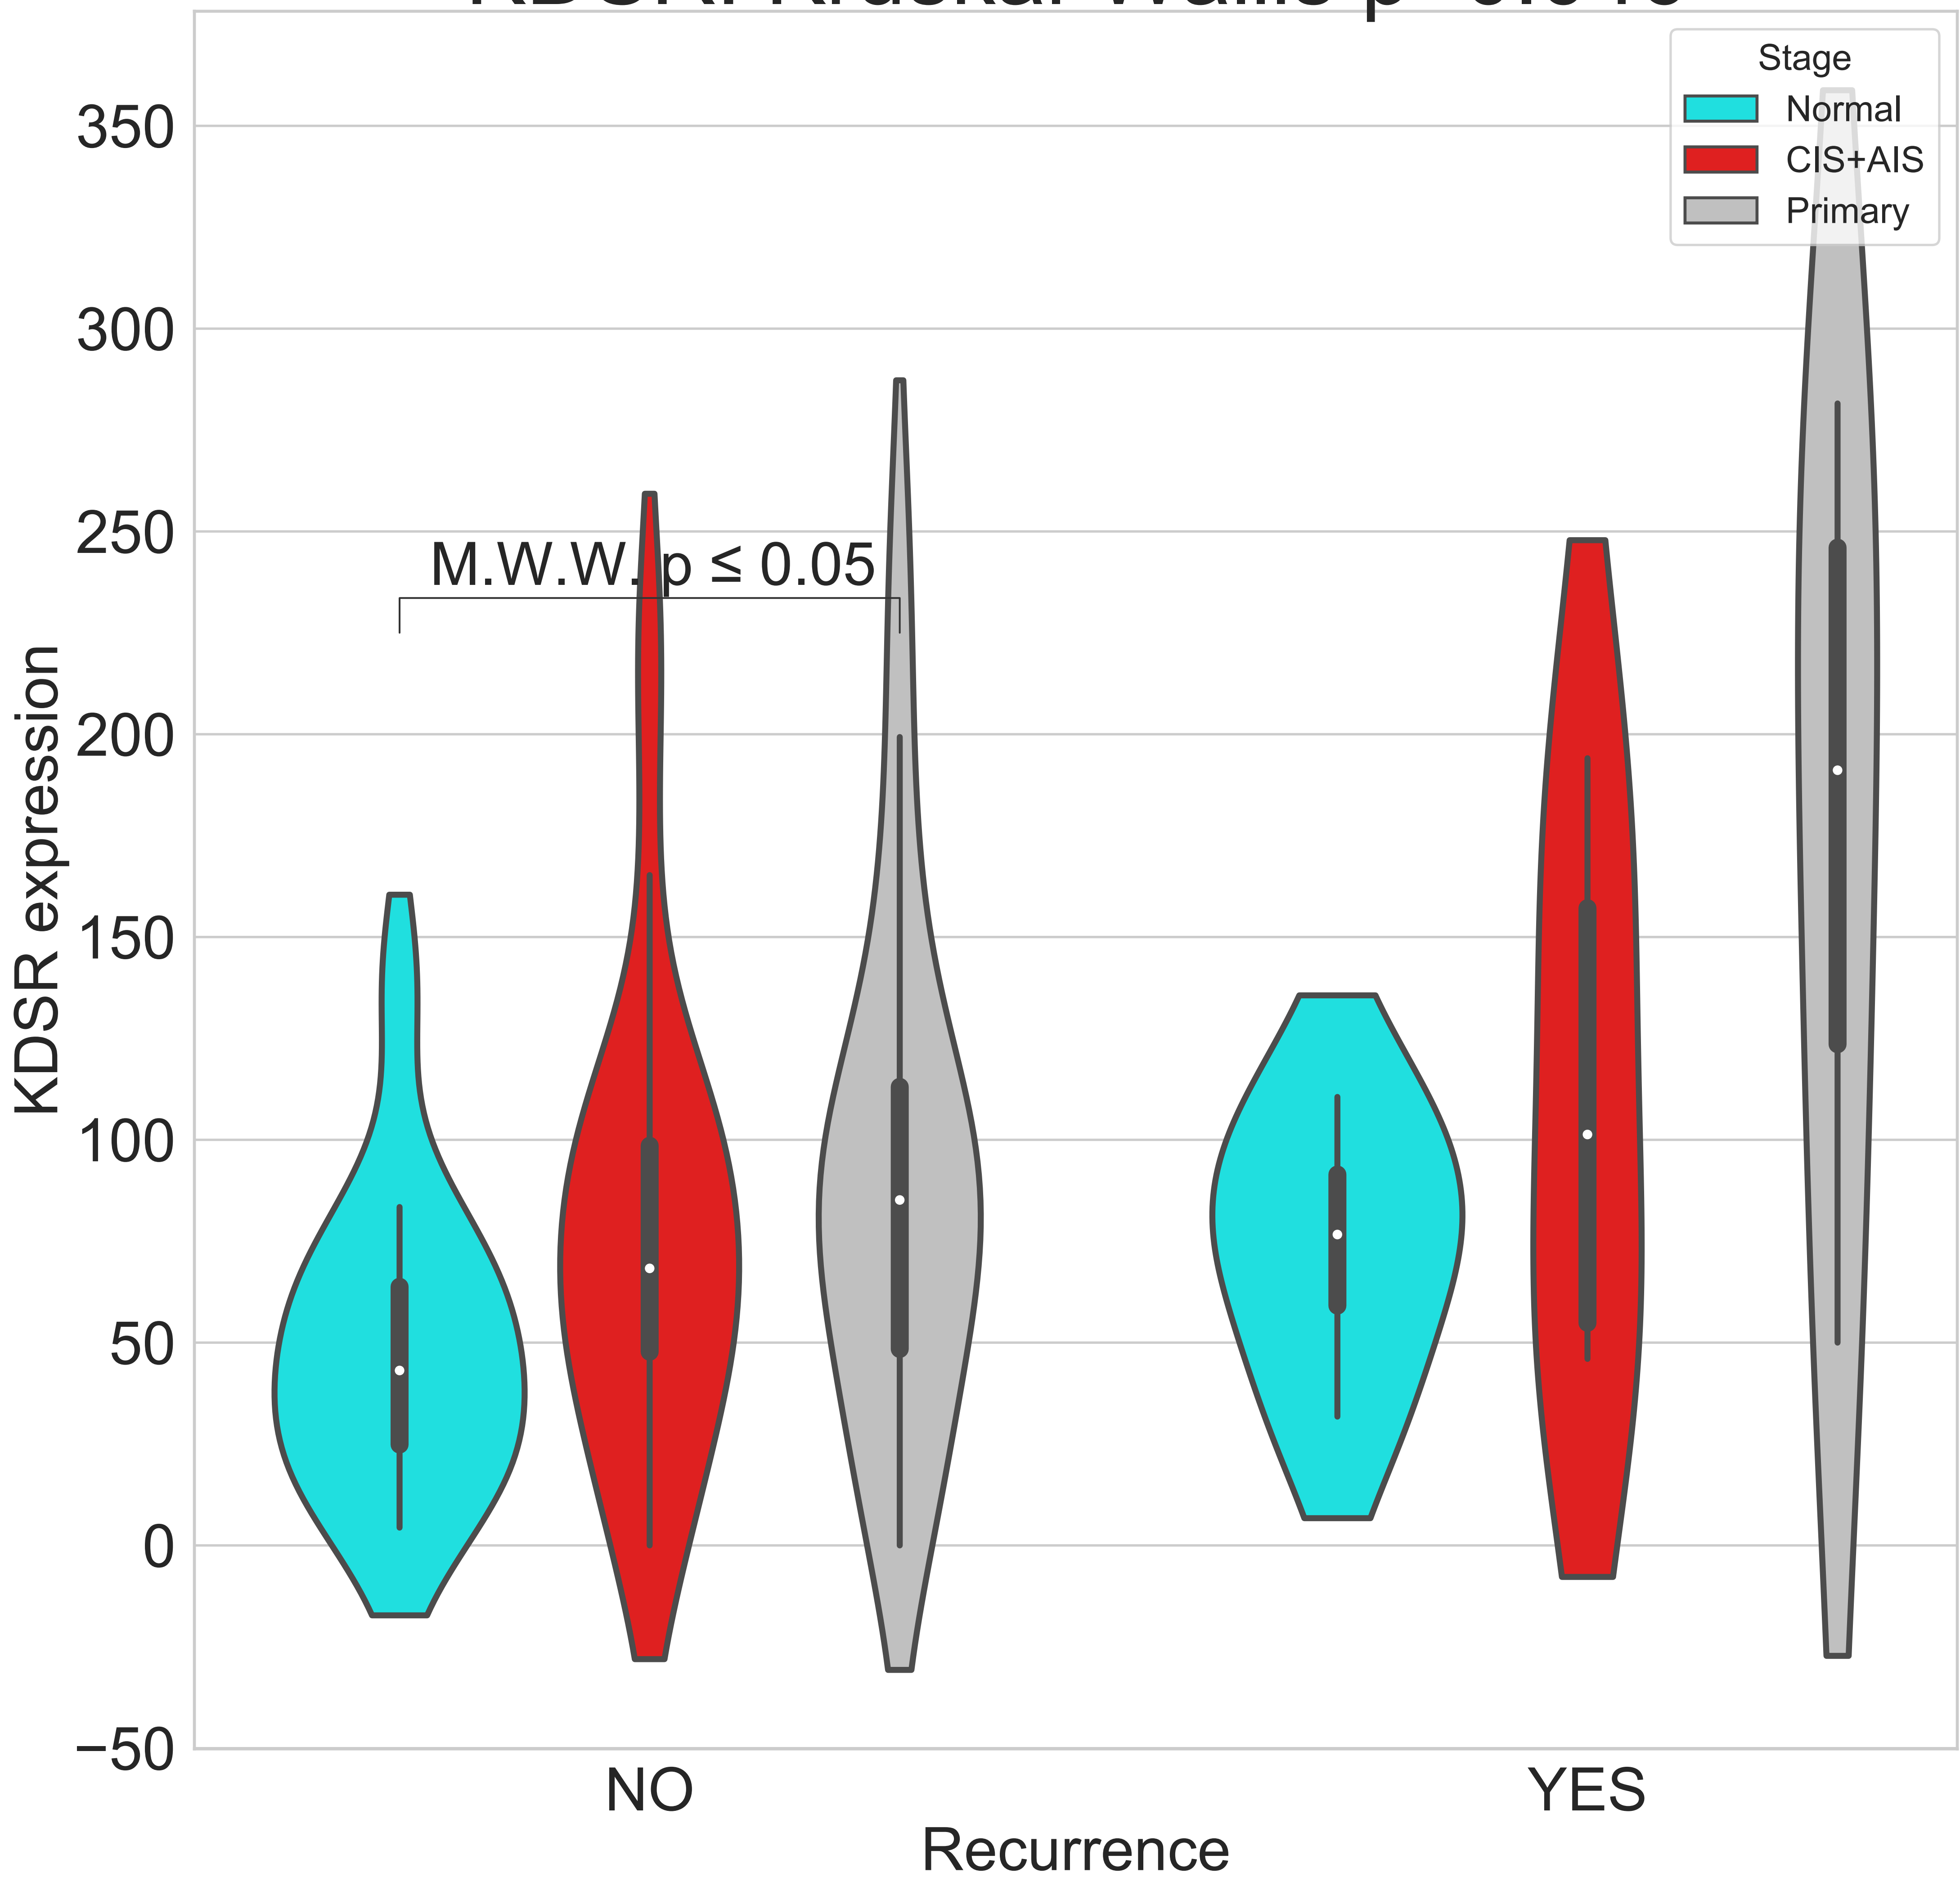 Stage
Normal
CIS+AIS
Primary
350
300
250
200
150
100
50
0
−50
KDSR expression
M.W.W. p ≤ 0.05
NO
YES
Recurrence